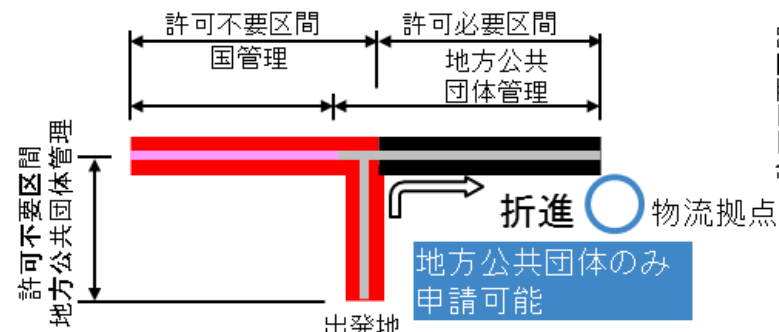 許可不要区間
許可必要区間
国管理
地方公共
団体管理
許可不要区間
地方公共団体管理
折進
物流拠点
地方公共団体のみ
申請可能
出発地